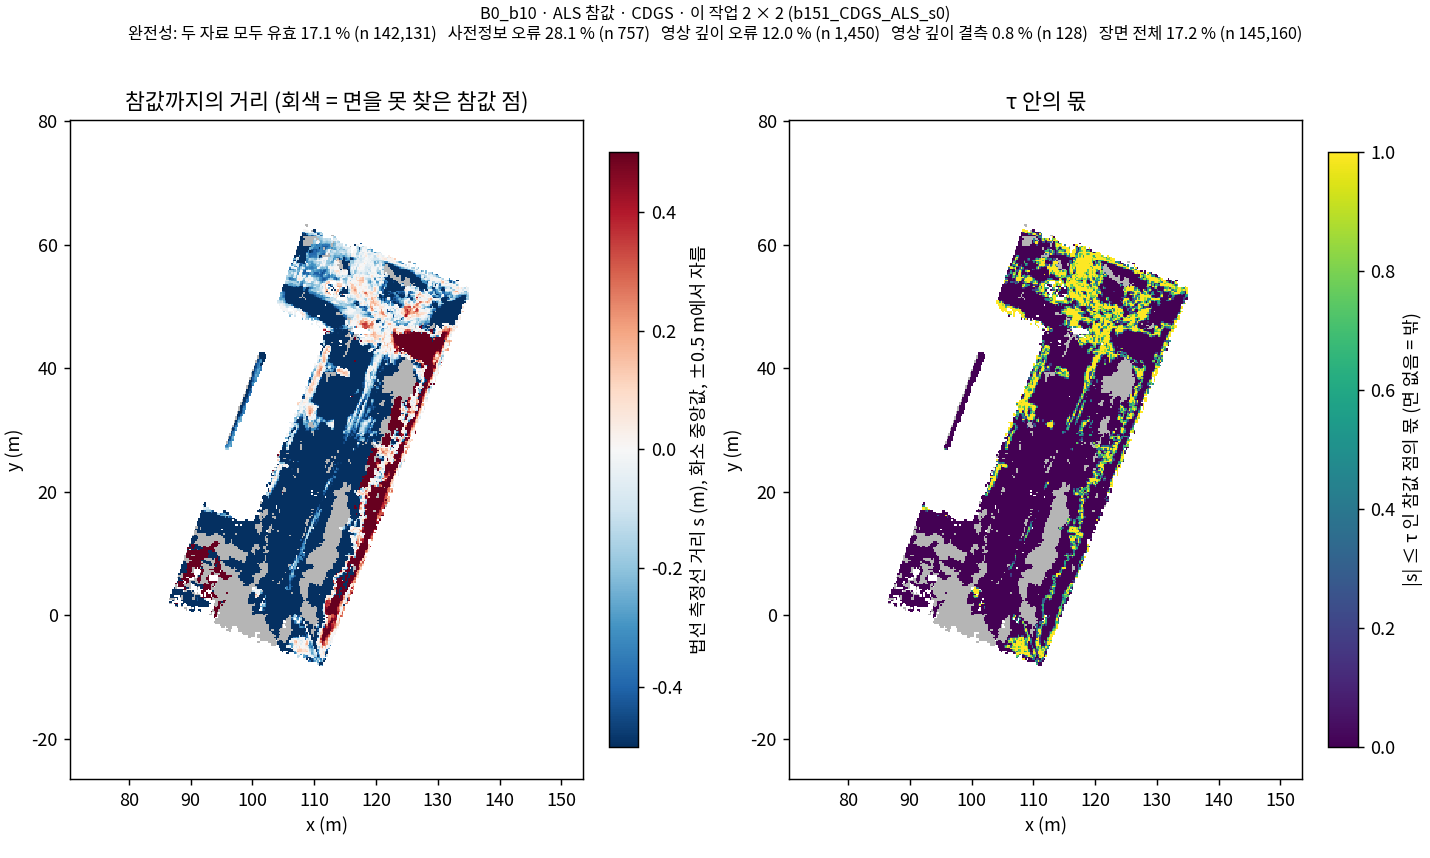 B0_b10 · ALS 참값 · CDGS · 이 작업 2 × 2 (b151_CDGS_ALS_s0)
완전성: 두 자료 모두 유효 17.1 % (n 142,131)   사전정보 오류 28.1 % (n 757)   영상 깊이 오류 12.0 % (n 1,450)   영상 깊이 결측 0.8 % (n 128)   장면 전체 17.2 % (n 145,160)
참값까지의 거리 (회색 = 면을 못 찾은 참값 점)
80
60
40
20
0
-20
y (m)
80 90 100 110 120 130 140 150
x (m)
0.4
0.2
0.0
-0.2
-0.4
법선 측정선 거리 s (m), 화소 중앙값, ±0.5 m에서 자름
τ 안의 몫
80
60
40
20
0
-20
y (m)
80 90 100 110 120 130 140 150
x (m)
1.0
0.8
0.6
0.4
0.2
0.0
|s| ≤ τ 인 참값 점의 몫 (면 없음 = 밖)